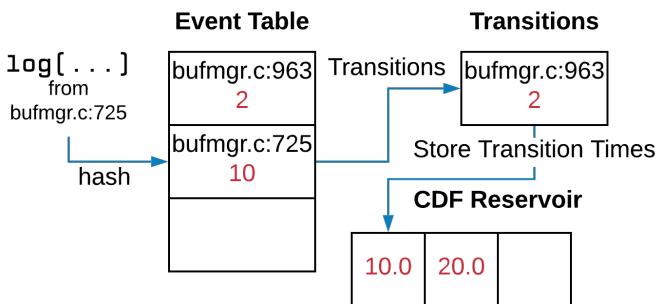 Event Table
Transitions
log[...]
from
bufmgr.c:725
hash
bufmgr.c:963
2
bufmgr.c:725
10
Transitions
bufmgr.c:963
2
Store Transition Times
CDF Reservoir
10.0
20.0